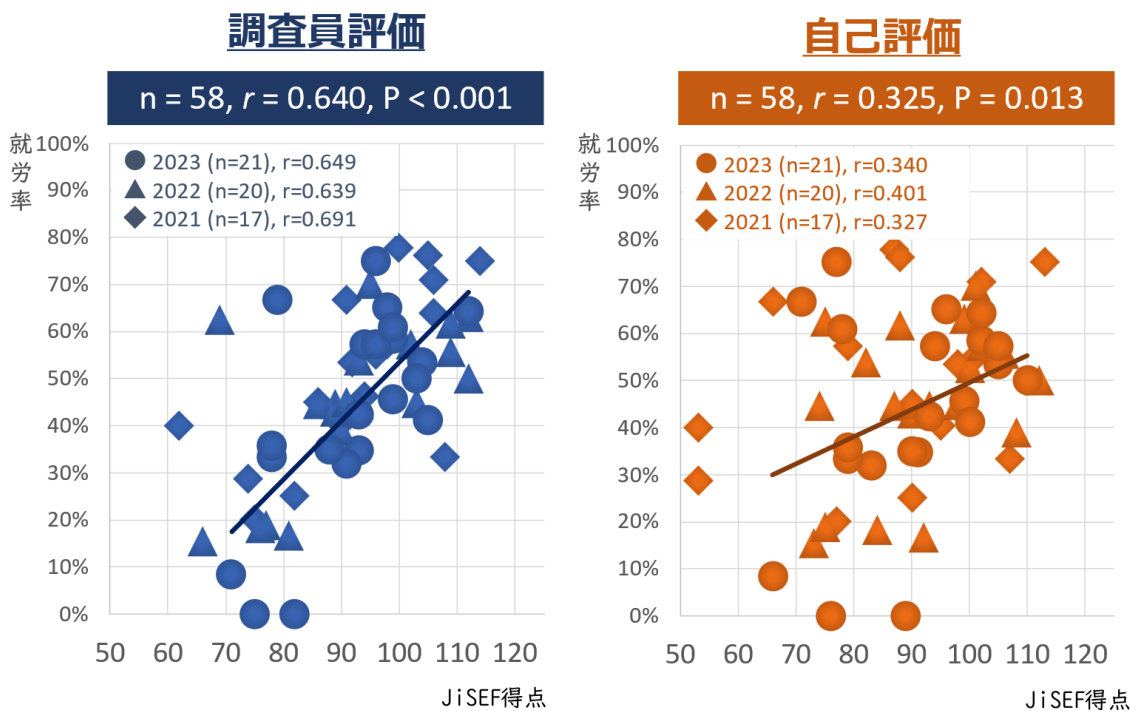 調査員評価
n = 58, r = 0.640, P < 0.001
就労率
100%
90%
80%
70%
60%
50%
40%
30%
20%
10%
0%
2023 (n=21), r=0.649
2022 (n=20), r=0.639
2021 (n=17), r=0.691
50 60 70 80 90 100 110 120
JiSEF得点
自己評価
n = 58, r = 0.325, P = 0.013
就労率
100%
90%
80%
70%
60%
50%
40%
30%
20%
10%
0%
2023 (n=21), r=0.340
2022 (n=20), r=0.401
2021 (n=17), r=0.327
50 60 70 80 90 100 110 120
JiSEF得点